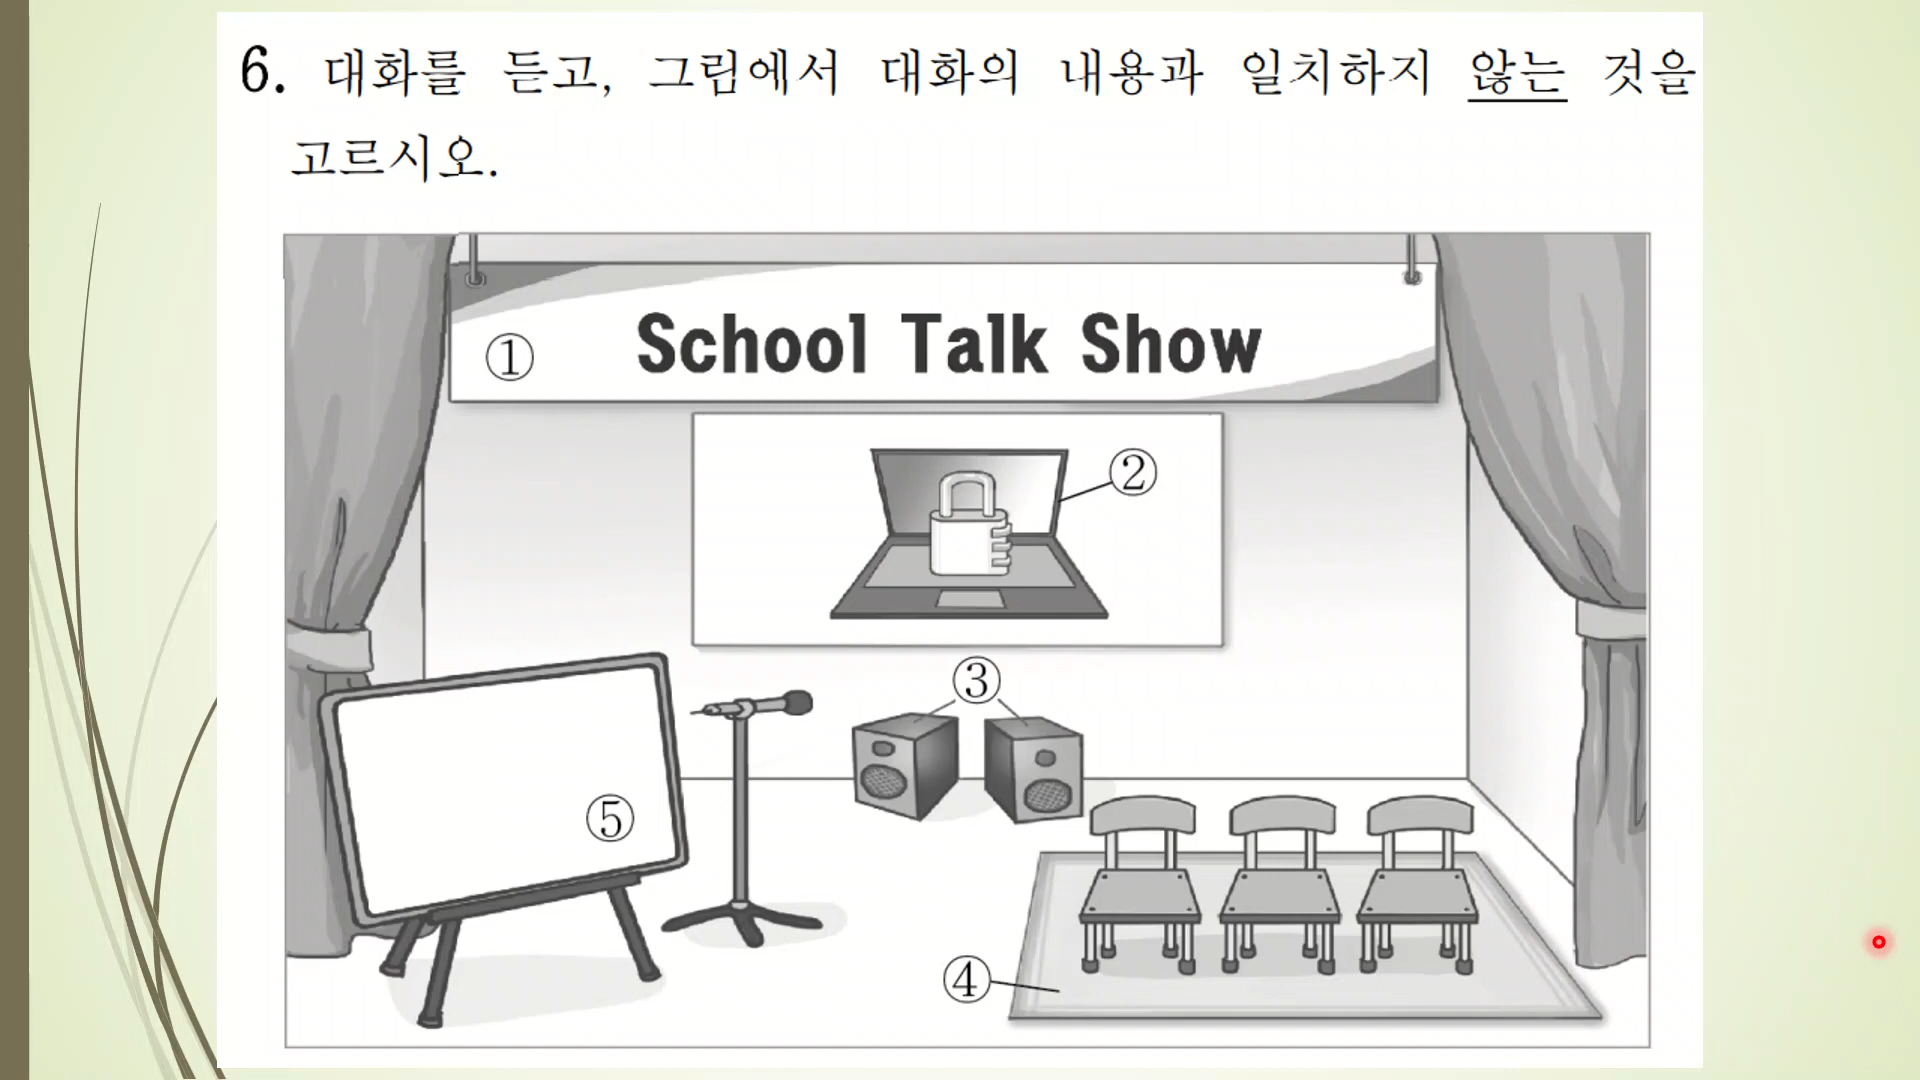 6. 대화를 듣고, 그림에서 대화의 내용과 일치하지 않는 것을
고르시오.
① School Talk Show
②
③
⑤
④